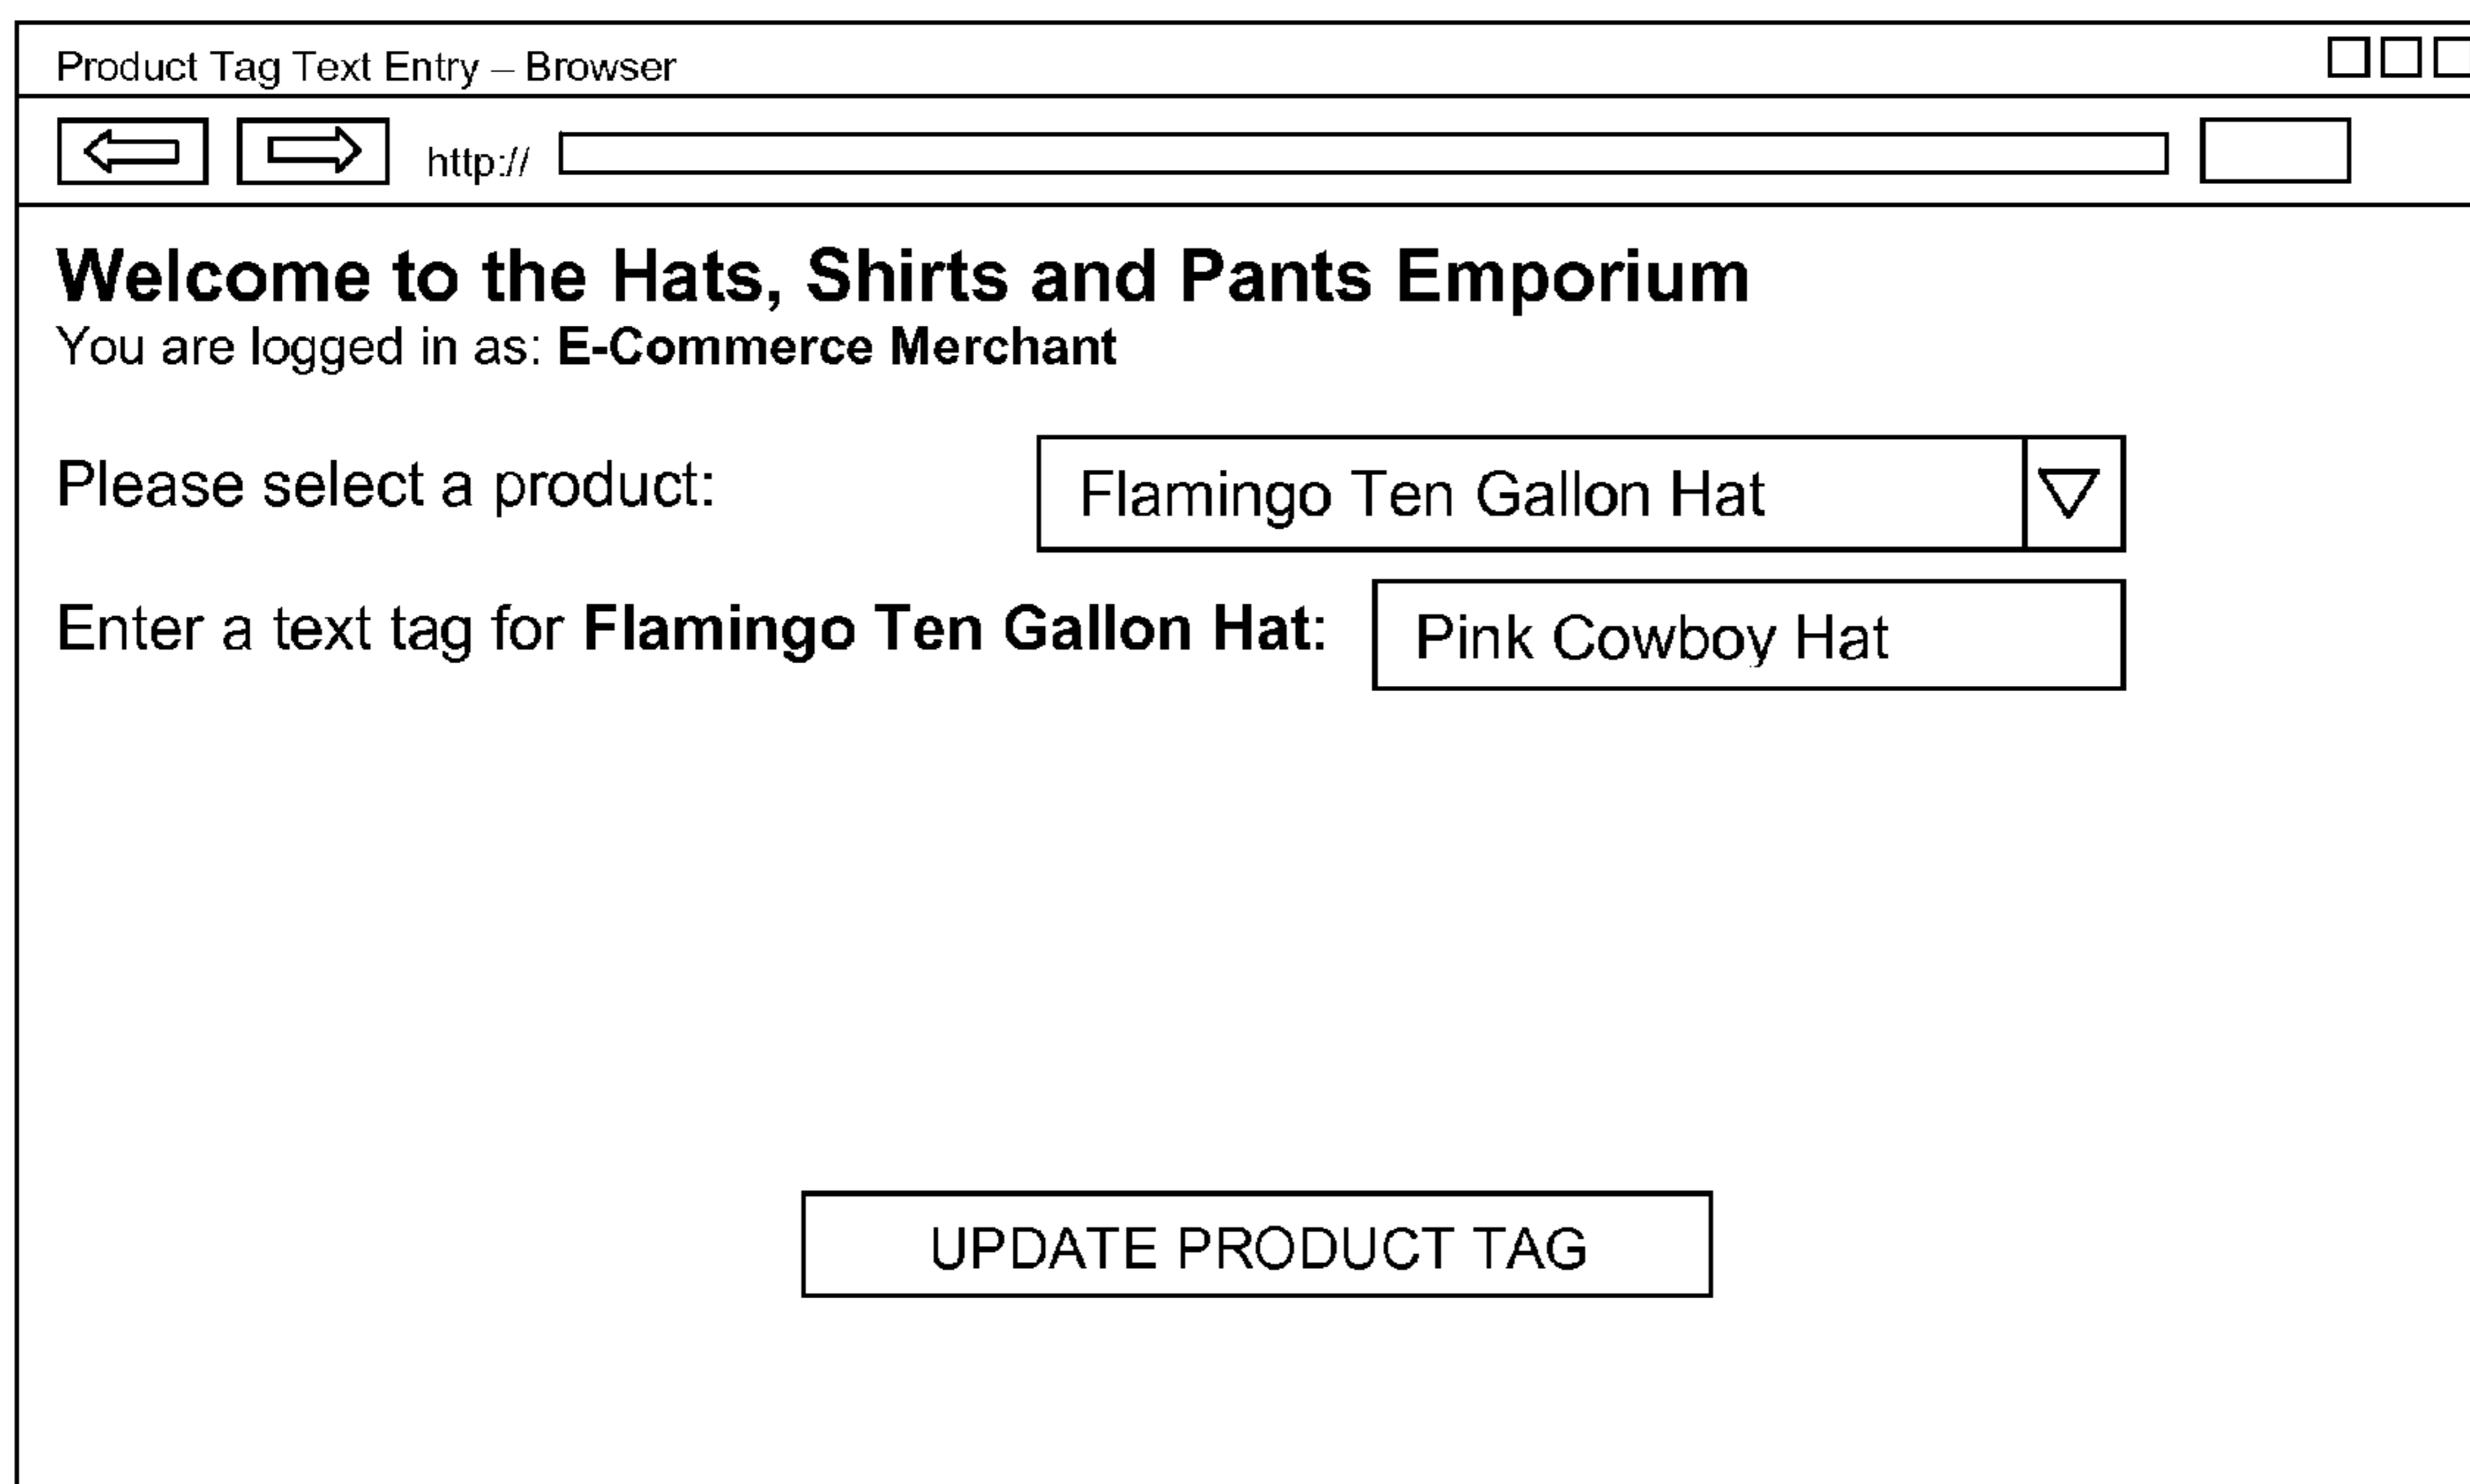 Product Tag Text Entry – Browser
http://
Welcome to the Hats, Shirts and Pants Emporium
You are logged in as: E-Commerce Merchant
Please select a product: Flamingo Ten Gallon Hat
Enter a text tag for Flamingo Ten Gallon Hat: Pink Cowboy Hat
UPDATE PRODUCT TAG